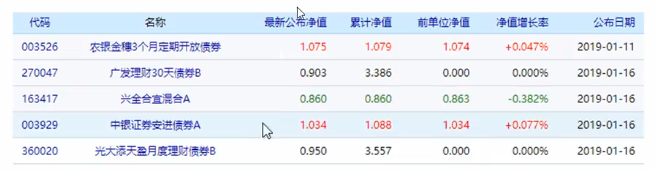 代码 名称 最新公布净值 累计净值 前单位净值 净值增长率 公布日期
003526 农银金穗3个月定期开放债券 1.075 1.079 1.074 +0.047% 2019-01-11
270047 广发理财30天债券B 0.903 3.386 0.000 0.000% 2019-01-16
163417 兴全合宜混合A 0.860 0.860 0.863 -0.382% 2019-01-16
003929 中银证券安进债券A 1.034 1.088 1.034 +0.077% 2019-01-16
360020 光大添天盈月度理财债券B 0.950 3.557 0.000 0.000% 2019-01-16